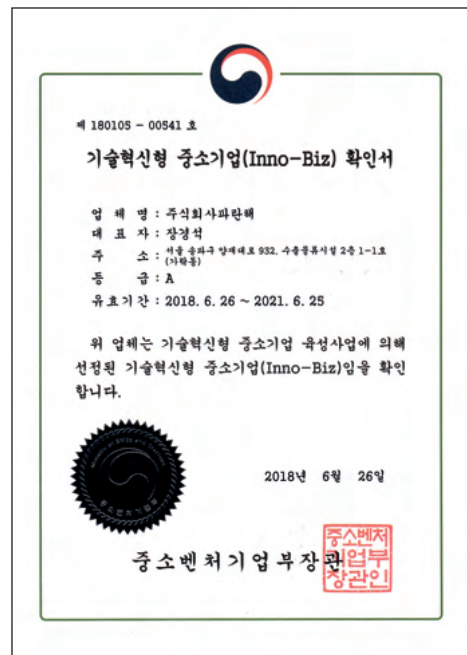 제 180105 - 00541 호
기술혁신형 중소기업(Inno-Biz) 확인서
업 체 명 : 주식회사파란해
대 표 자 : 장경석
주 소 : 서울 송파구 양재대로 932, 수출물류시설 2층 1-1호
(가락동)
등 급 : A
유효기간 : 2018. 6. 26 ~ 2021. 6. 25
위 업체는 기술혁신형 중소기업 육성사업에 의해
선정된 기술혁신형 중소기업(Inno-Biz)임을 확인
합니다.
중소벤처기업부
2018년 6월 26일
중소벤처기업부장관
중소벤처
기업부
장관인